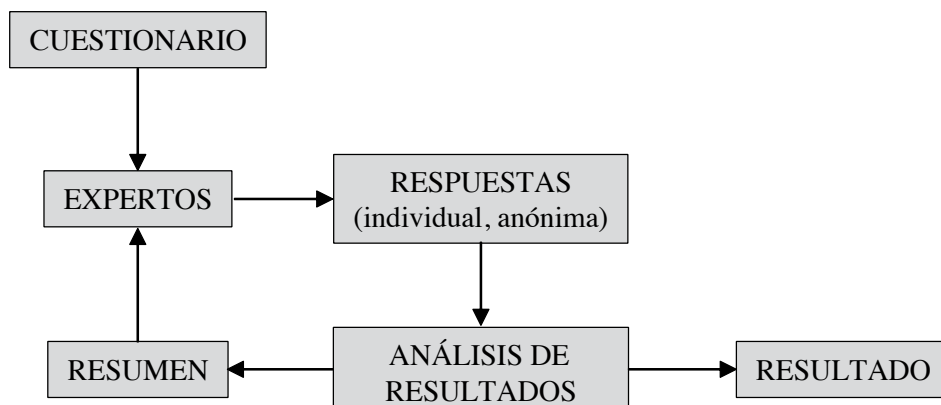 CUESTIONARIO
EXPERTOS
RESPUESTAS
(individual, anónima)
RESUMEN
ANÁLISIS DE
RESULTADOS
RESULTADO